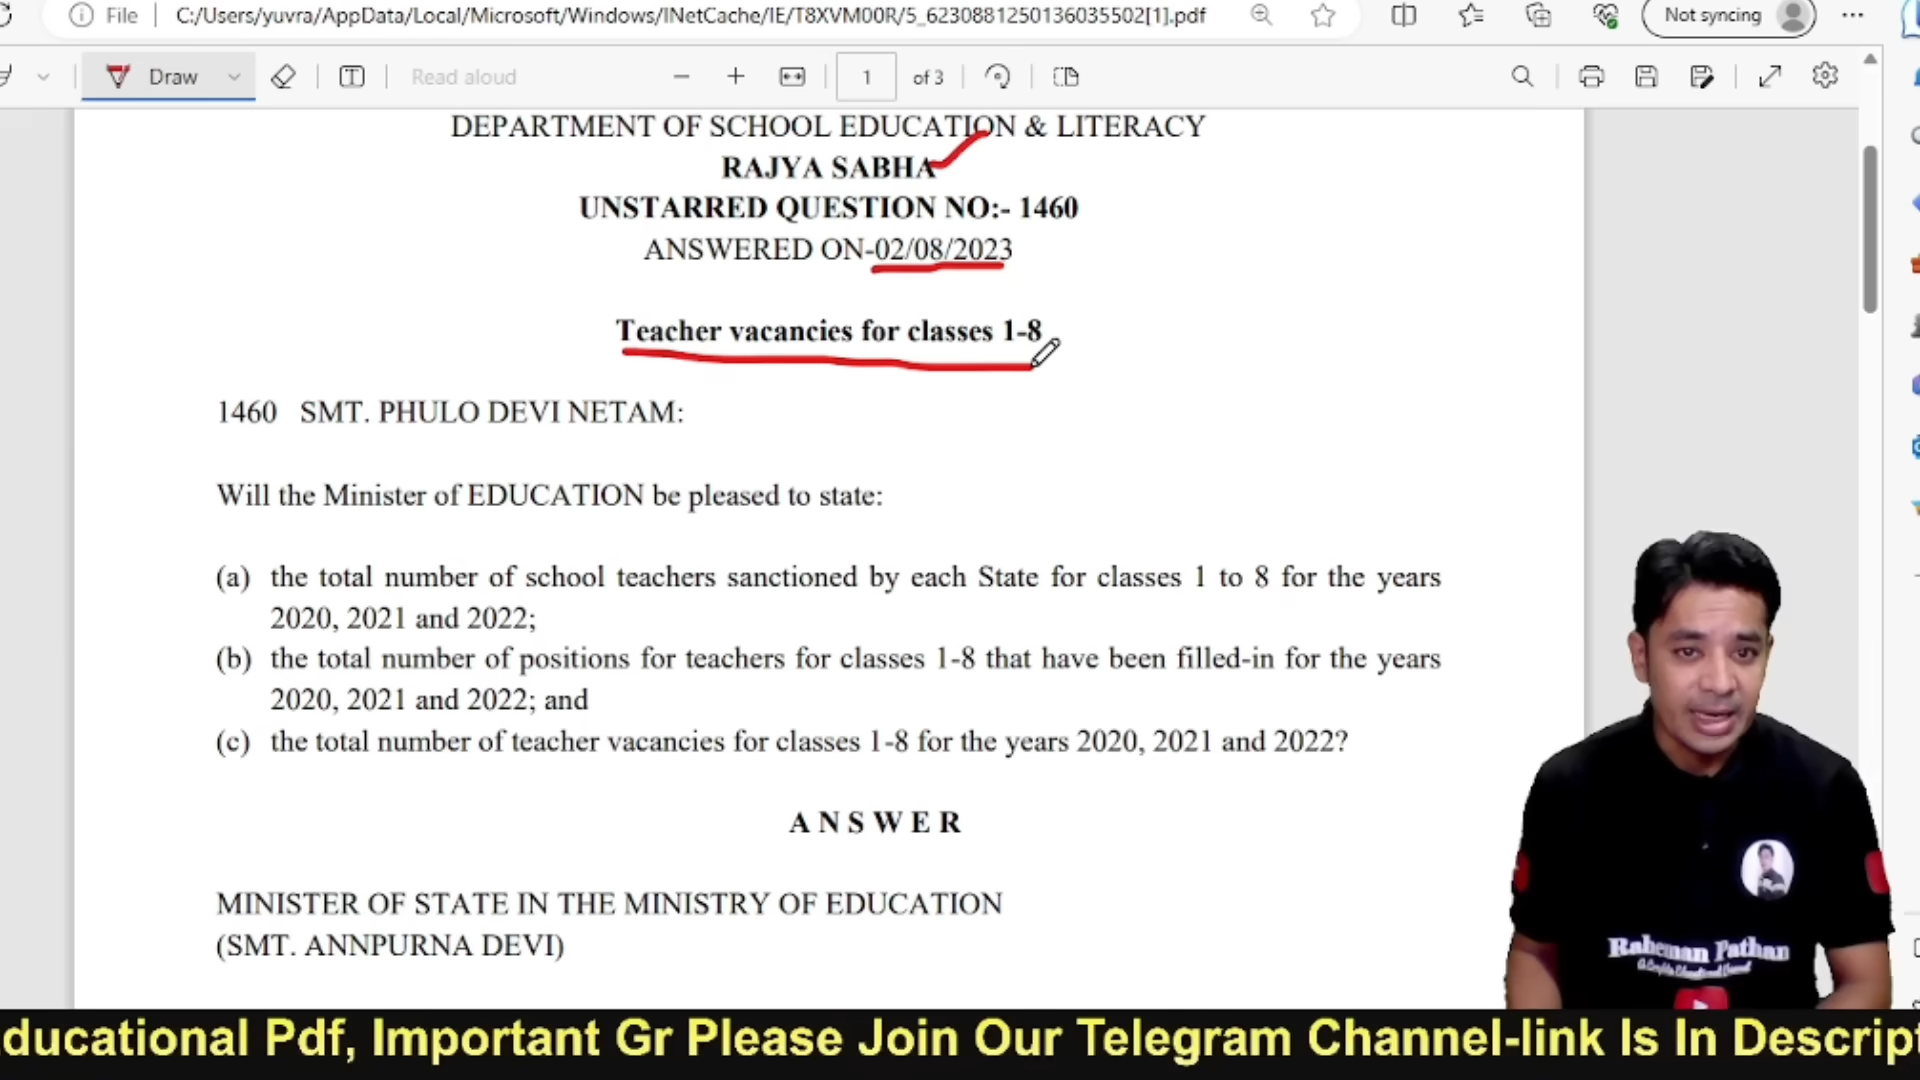 File C:/Users/yuvra/AppData/Local/Microsoft/Windows/INetCache/IE/T8XVM00R/5_6230881250136035502[1].pdf Not syncing
Draw Read aloud 1 of 3
DEPARTMENT OF SCHOOL EDUCATION & LITERACY
RAJYA SABHA
UNSTARRED QUESTION NO:- 1460
ANSWERED ON-02/08/2023
Teacher vacancies for classes 1-8
1460 SMT. PHULO DEVI NETAM:
Will the Minister of EDUCATION be pleased to state:
(a) the total number of school teachers sanctioned by each State for classes 1 to 8 for the years
2020, 2021 and 2022;
(b) the total number of positions for teachers for classes 1-8 that have been filled-in for the years
2020, 2021 and 2022; and
(c) the total number of teacher vacancies for classes 1-8 for the years 2020, 2021 and 2022?
A N S W E R
MINISTER OF STATE IN THE MINISTRY OF EDUCATION
(SMT. ANNPURNA DEVI)
Raheman Pathan
ducational Pdf, Important Gr Please Join Our Telegram Channel-link Is In Descript